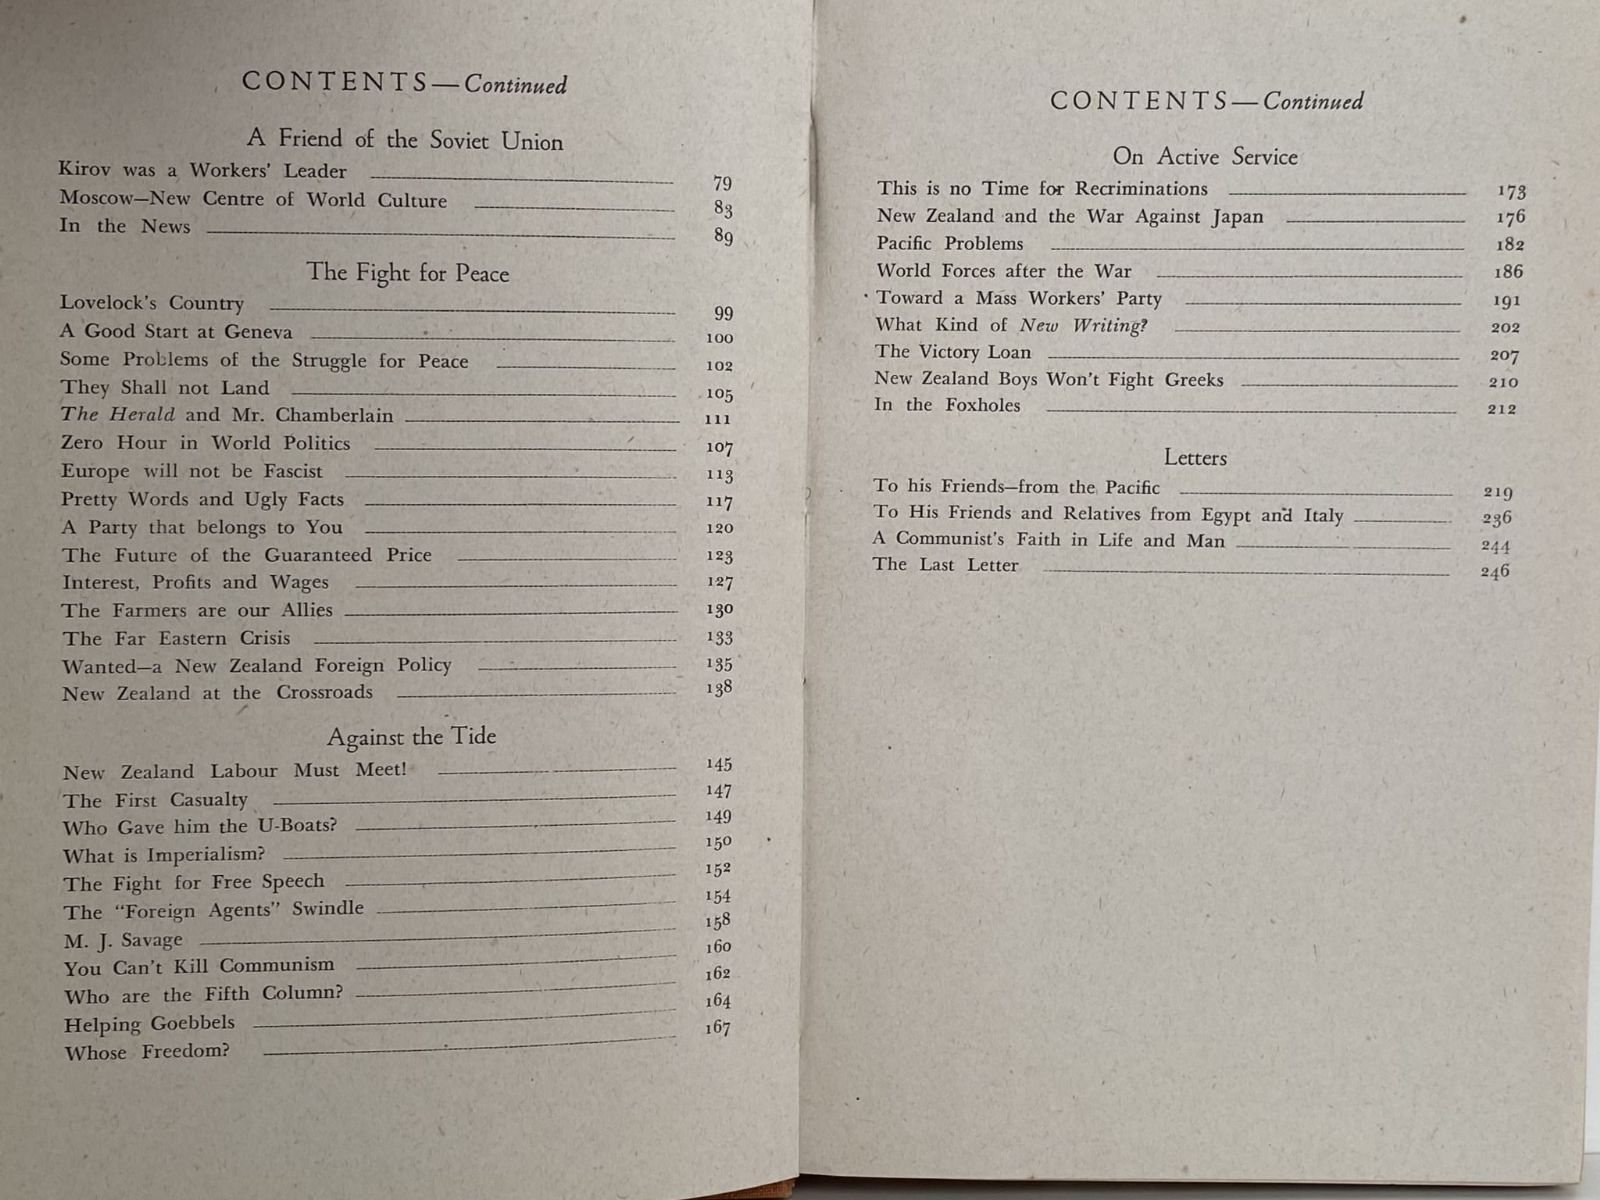 CONTENTS—Continued
A Friend of the Soviet Union
Kirov was a Workers' Leader 79
Moscow—New Centre of World Culture 83
In the News 89
The Fight for Peace
Lovelock's Country 99
A Good Start at Geneva 100
Some Problems of the Struggle for Peace 102
They Shall not Land 105
The Herald and Mr. Chamberlain 111
Zero Hour in World Politics 107
Europe will not be Fascist 113
Pretty Words and Ugly Facts 117
A Party that belongs to You 120
The Future of the Guaranteed Price 123
Interest, Profits and Wages 127
The Farmers are our Allies 130
The Far Eastern Crisis 133
Wanted—a New Zealand Foreign Policy 135
New Zealand at the Crossroads 138
Against the Tide
New Zealand Labour Must Meet! 145
The First Casualty 147
Who Gave him the U-Boats? 149
What is Imperialism? 150
The Fight for Free Speech 152
The "Foreign Agents" Swindle 154
M. J. Savage 158
You Can't Kill Communism 160
Who are the Fifth Column? 162
Helping Goebbels 164
Whose Freedom? 167
CONTENTS—Continued
On Active Service
This is no Time for Recriminations 173
New Zealand and the War Against Japan 176
Pacific Problems 182
World Forces after the War 186
Toward a Mass Workers' Party 191
What Kind of New Writing? 202
The Victory Loan 207
New Zealand Boys Won't Fight Greeks 210
In the Foxholes 212
Letters
To his Friends—from the Pacific 219
To His Friends and Relatives from Egypt and Italy 236
A Communist's Faith in Life and Man 244
The Last Letter 246